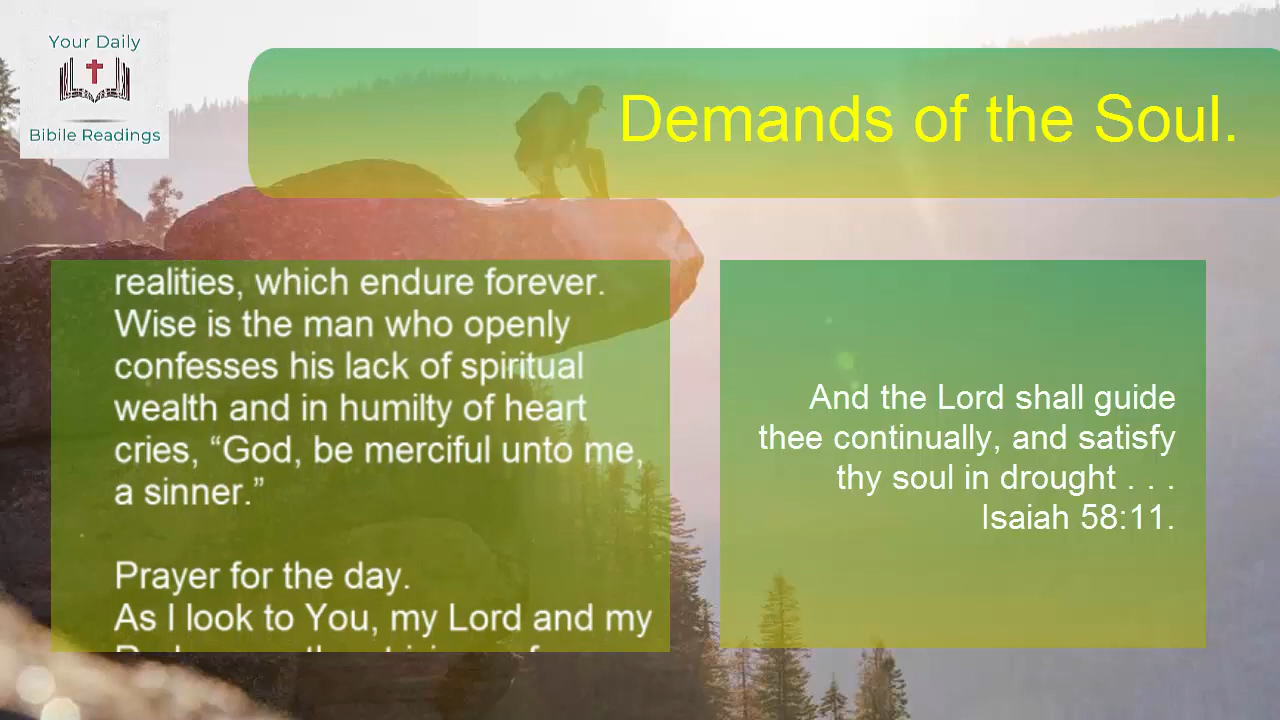 Your Daily
Bibile Readings
Demands of the Soul.
realities, which endure forever.
Wise is the man who openly
confesses his lack of spiritual
wealth and in humilty of heart
cries, “God, be merciful unto me,
a sinner.”
Prayer for the day.
As I look to You, my Lord and my
And the Lord shall guide
thee continually, and satisfy
thy soul in drought . . .
Isaiah 58:11.